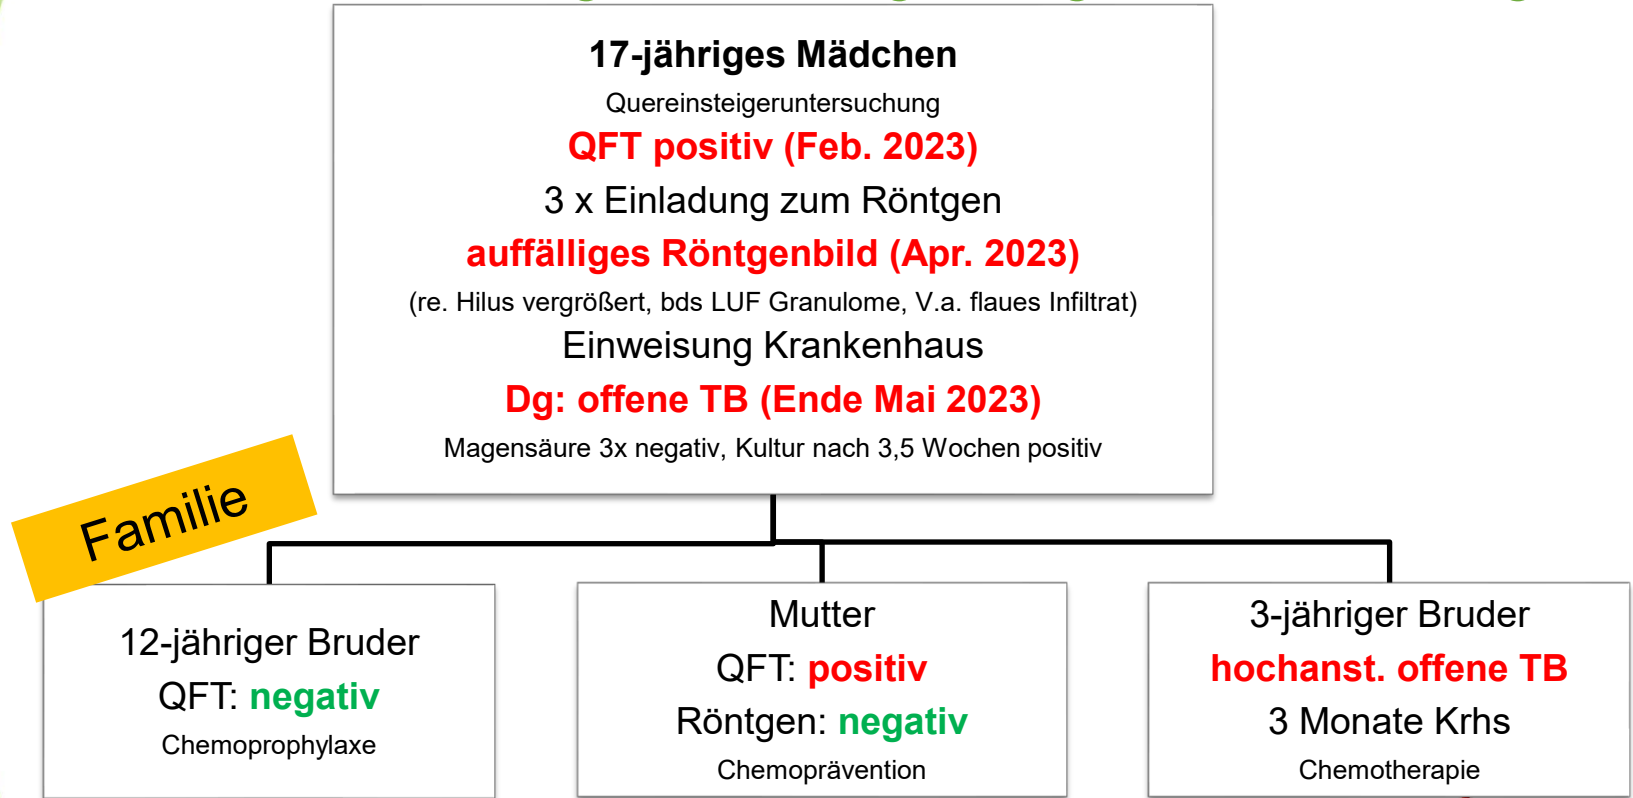 17-jähriges Mädchen
Quereinsteigeruntersuchung
QFT positiv (Feb. 2023)
3 x Einladung zum Röntgen
auffälliges Röntgenbild (Apr. 2023)
(re. Hilus vergrößert, bds LUF Granulome, V.a. flaues Infiltrat)
Einweisung Krankenhaus
Dg: offene TB (Ende Mai 2023)
Magensäure 3x negativ, Kultur nach 3,5 Wochen positiv
Familie
12-jähriger Bruder
QFT: negativ
Chemoprophylaxe
Mutter
QFT: positiv
Röntgen: negativ
Chemoprävention
3-jähriger Bruder
hochanst. offene TB
3 Monate Krhs
Chemotherapie